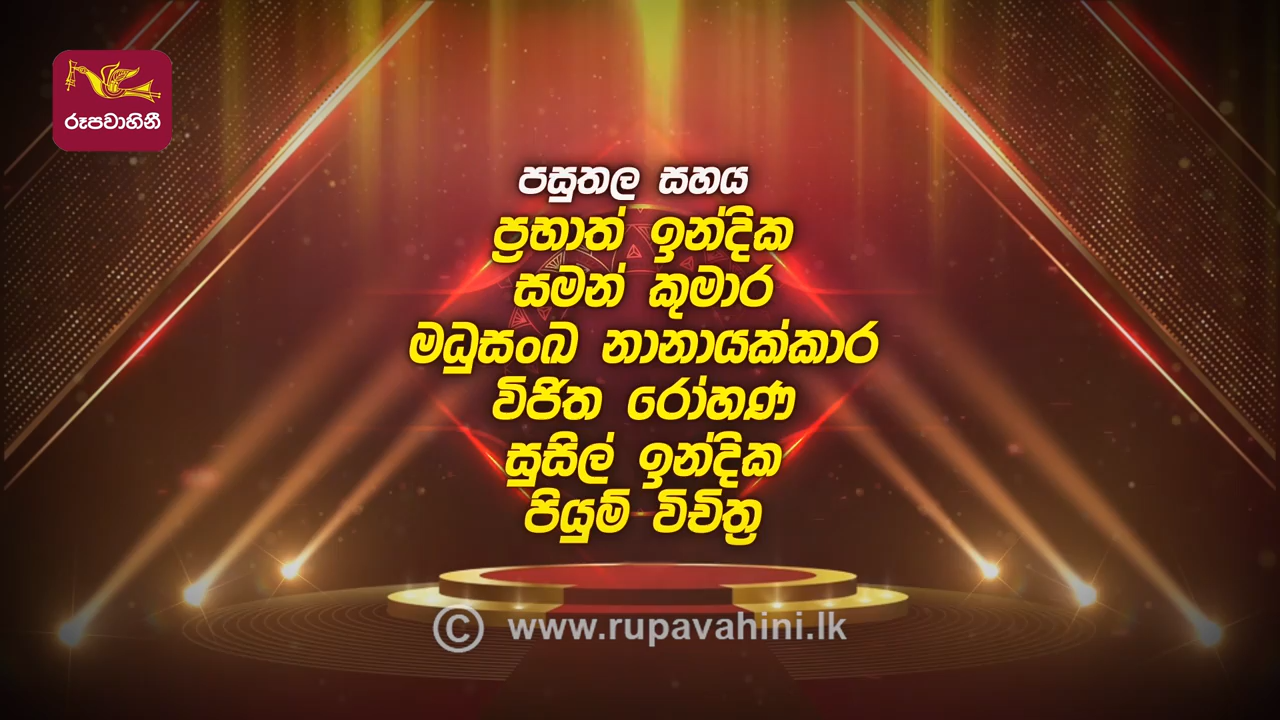 රූපවාහිනී
පසුතල සහය
ප්‍රභාත් ඉන්දික
සමන් කුමාර
මධුසංඛ නානායක්කාර
විජිත රෝහණ
සුසිල් ඉන්දික
පියුම් විචිත්‍ර
© www.rupavahini.lk